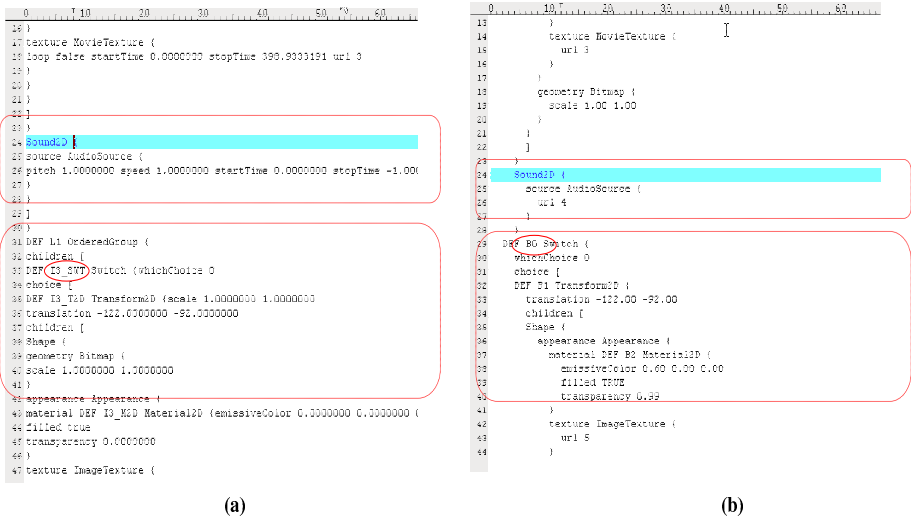 0 10 20 30 40 50 60
16 }
17 texture MovieTexture {
18 loop false startTime 0.0000000 stopTime 398.9333191 url 3
19 }
20 }
21 }
22 ]
23 }
24 Sound2D {
25 source AudioSource {
26 pitch 1.0000000 speed 1.0000000 startTime 0.0000000 stopTime -1.000
27 }
28 }
29 ]
30 }
31 DEF L1 OrderedGroup {
32 children [
33 DEF I3_SWT Switch {whichChoice 0
34 choice [
35 DEF I3_T2D Transform2D {scale 1.0000000 1.0000000
36 translation -122.0000000 -92.0000000
37 children [
38 Shape {
39 geometry Bitmap {
40 scale 1.0000000 1.0000000
41 }
42 appearance Appearance {
43 material DEF I3_M2D Material2D {emissiveColor 0.0000000 0.0000000 (
44 filled true
45 transparency 0.0000000
46 }
47 texture ImageTexture {
(a)
0 10 20 30 40 50 60
13 }
14 texture MovieTexture {
15 url 3
16 }
17 }
18 geometry Bitmap {
19 scale 1.00 1.00
20 }
21 }
22 ]
23 }
24 Sound2D {
25 source AudioSource {
26 url 4
27 }
28 }
29 DEF BG Switch {
30 whichChoice 0
31 choice [
32 DEF B1 Transform2D {
33 translation -122.00 -92.00
34 children [
35 Shape {
36 appearance Appearance {
37 material DEF B2 Material2D {
38 emissiveColor 0.60 0.00 0.00
39 filled TRUE
40 transparency 0.99
41 }
42 texture ImageTexture {
43 url 5
44 }
(b)